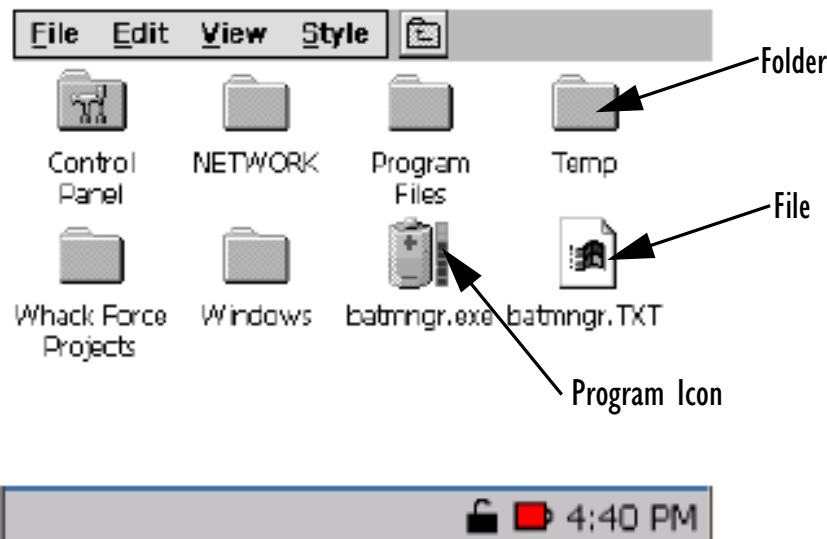 File Edit View Style
Folder
Control Panel
NETWORK
Program Files
Temp
File
Whack Force Projects
Windows
batmngr.exe
batmngr.TXT
Program Icon
4:40 PM